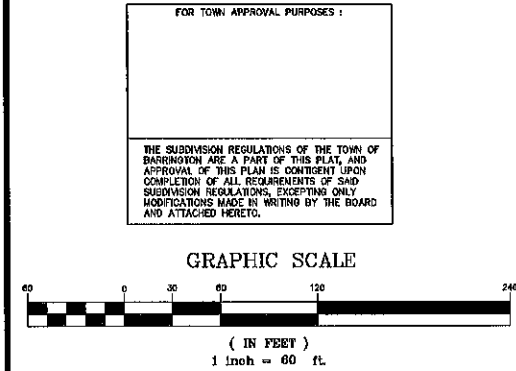 FOR TOWN APPROVAL PURPOSES :
THE SUBDIVISION REGULATIONS OF THE TOWN OF
BARRINGTON ARE A PART OF THIS PLAT, AND
APPROVAL OF THIS PLAN IS CONTIGENT UPON
COMPLETION OF ALL REQUIREMENTS OF SAID
SUBDIVISION REGULATIONS, EXCEPTING ONLY
MODIFICATIONS MADE IN WRITING BY THE BOARD
AND ATTACHED HERETO.
GRAPHIC SCALE
60 0 30 60 120 240
( IN FEET )
1 inch = 60 ft.